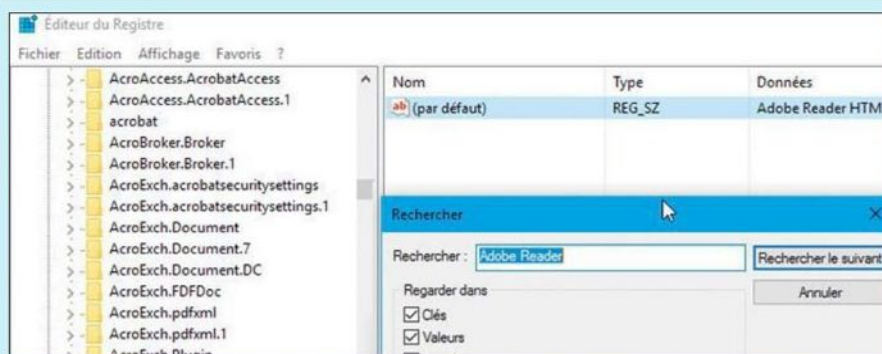 Éditeur du Registre
Fichier Edition Affichage Favoris ?
AcroAccess.AcrobatAccess
AcroAccess.AcrobatAccess.1
acrobat
AcroBroker.Broker
AcroBroker.Broker.1
AcroExch.acrobatsecuritysettings
AcroExch.acrobatsecuritysettings.1
AcroExch.Document
AcroExch.Document.7
AcroExch.Document.DC
AcroExch.FDFDoc
AcroExch.pdfxml
AcroExch.pdfxml.1
AcroExch.Plugin
Nom Type Données
ab (par défaut) REG_SZ Adobe Reader HTM
Rechercher
Rechercher : Adobe Reader Rechercher le suivant
Regarder dans Annuler
Clés
Valeurs